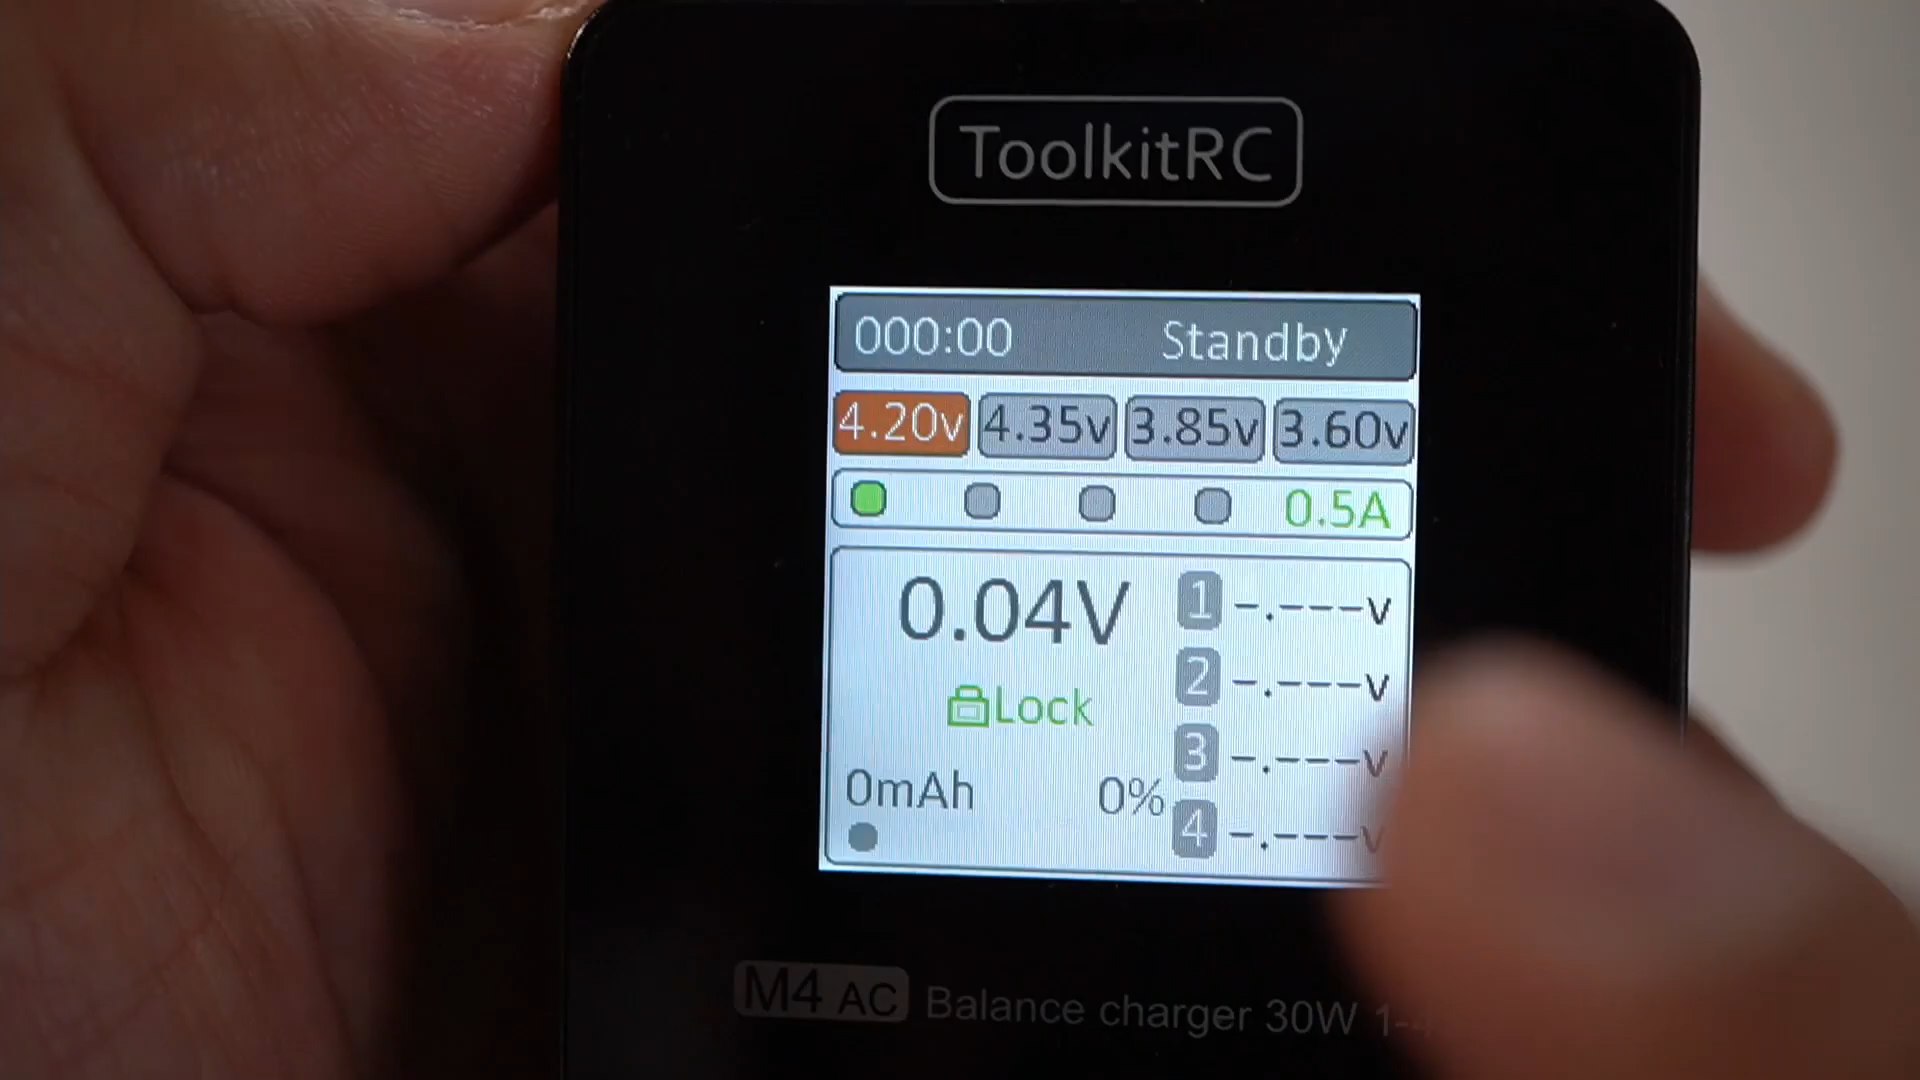 ToolkitRC
000:00 Standby
4.20v 4.35v 3.85v 3.60v
0.5A
0.04V
Lock
0mAh 0%
1 -.---v
2 -.---v
3 -.---v
4 -.---v
M4 AC Balance charger 30W 1-